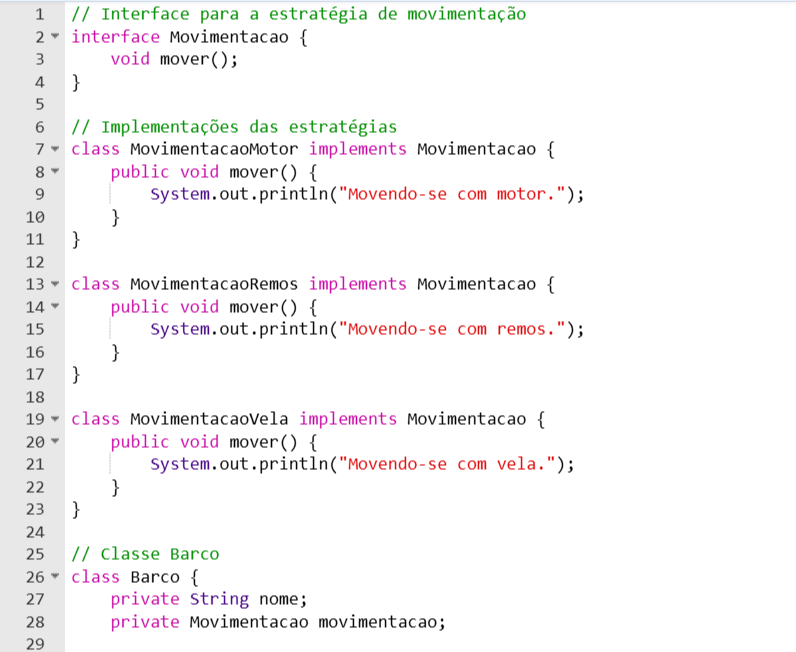 1 // Interface para a estratégia de movimentação
2 interface Movimentacao {
3     void mover();
4 }
5
6 // Implementações das estratégias
7 class MovimentacaoMotor implements Movimentacao {
8     public void mover() {
9         System.out.println("Movendo-se com motor.");
10     }
11 }
12
13 class MovimentacaoRemos implements Movimentacao {
14     public void mover() {
15         System.out.println("Movendo-se com remos.");
16     }
17 }
18
19 class MovimentacaoVela implements Movimentacao {
20     public void mover() {
21         System.out.println("Movendo-se com vela.");
22     }
23 }
24
25 // Classe Barco
26 class Barco {
27     private String nome;
28     private Movimentacao movimentacao;
29